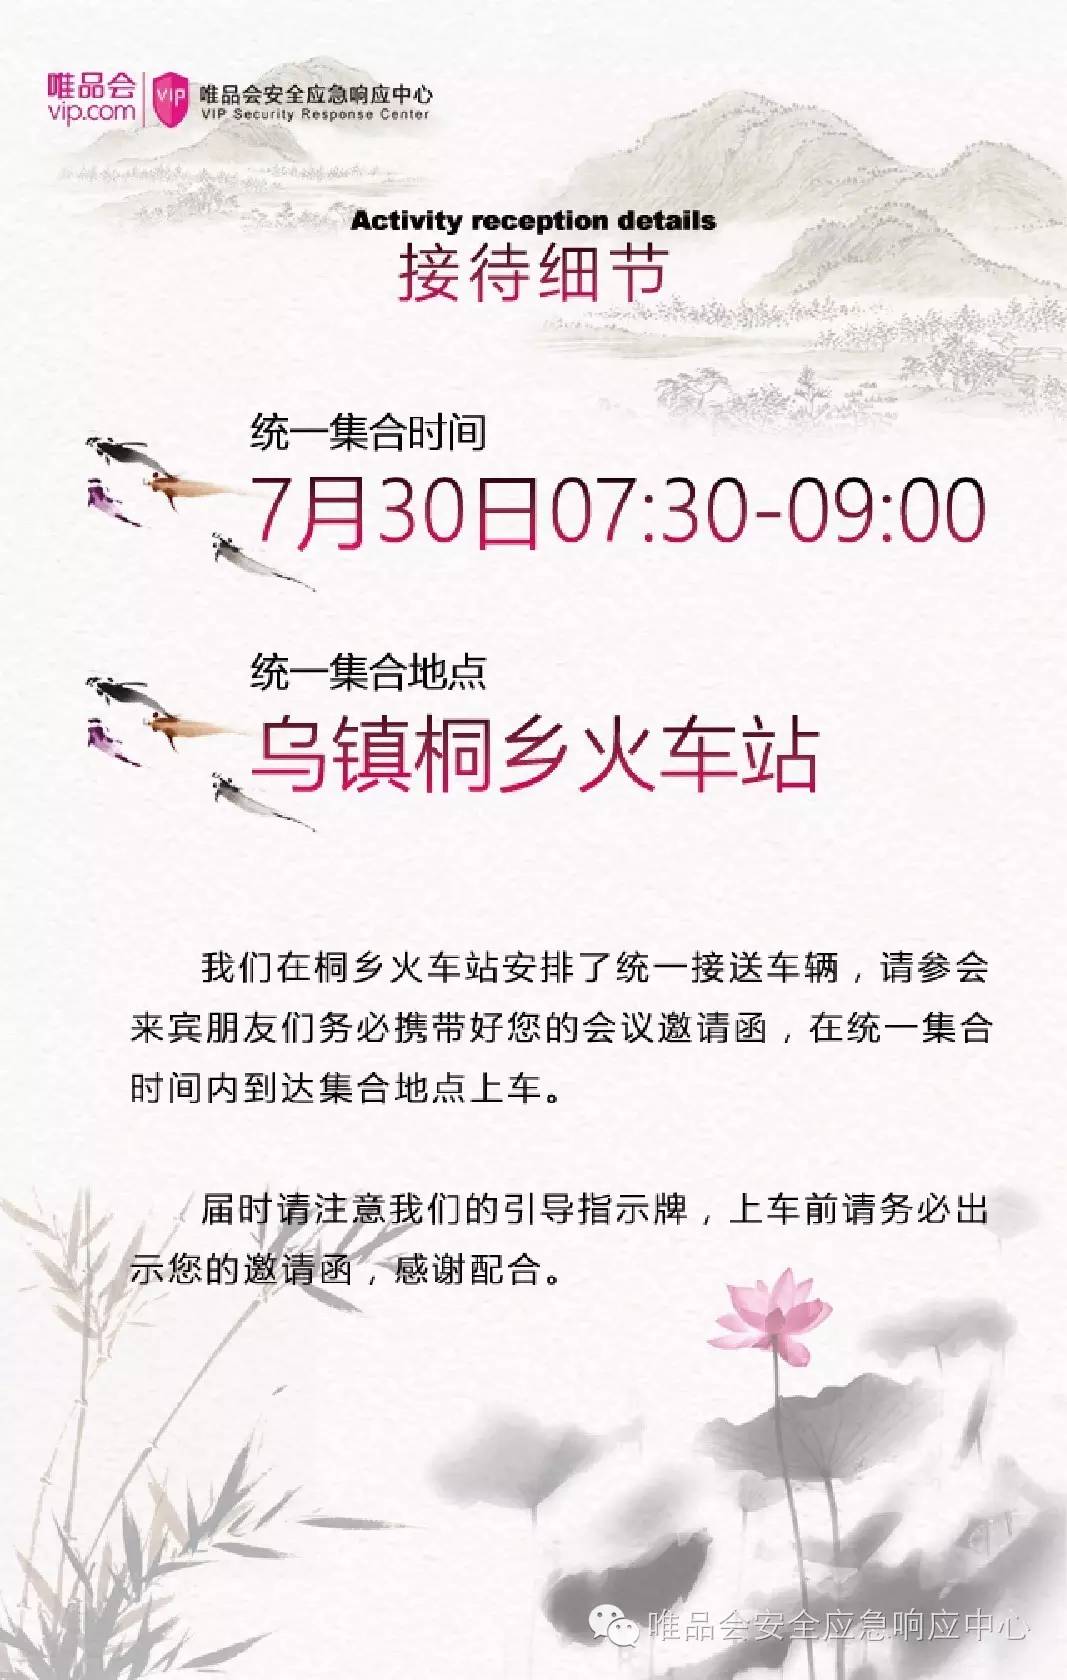 唯品会
vip.com
VIP
唯品会安全应急响应中心
VIP Security Response Center
Activity reception details
接待细节
统一集合时间
7月30日07:30-09:00
统一集合地点
乌镇桐乡火车站
我们在桐乡火车站安排了统一接送车辆，请参会
来宾朋友们务必携带好您的会议邀请函，在统一集合
时间内到达集合地点上车。
届时请注意我们的引导指示牌，上车前请务必出
示您的邀请函，感谢配合。
唯品会安全应急响应中心